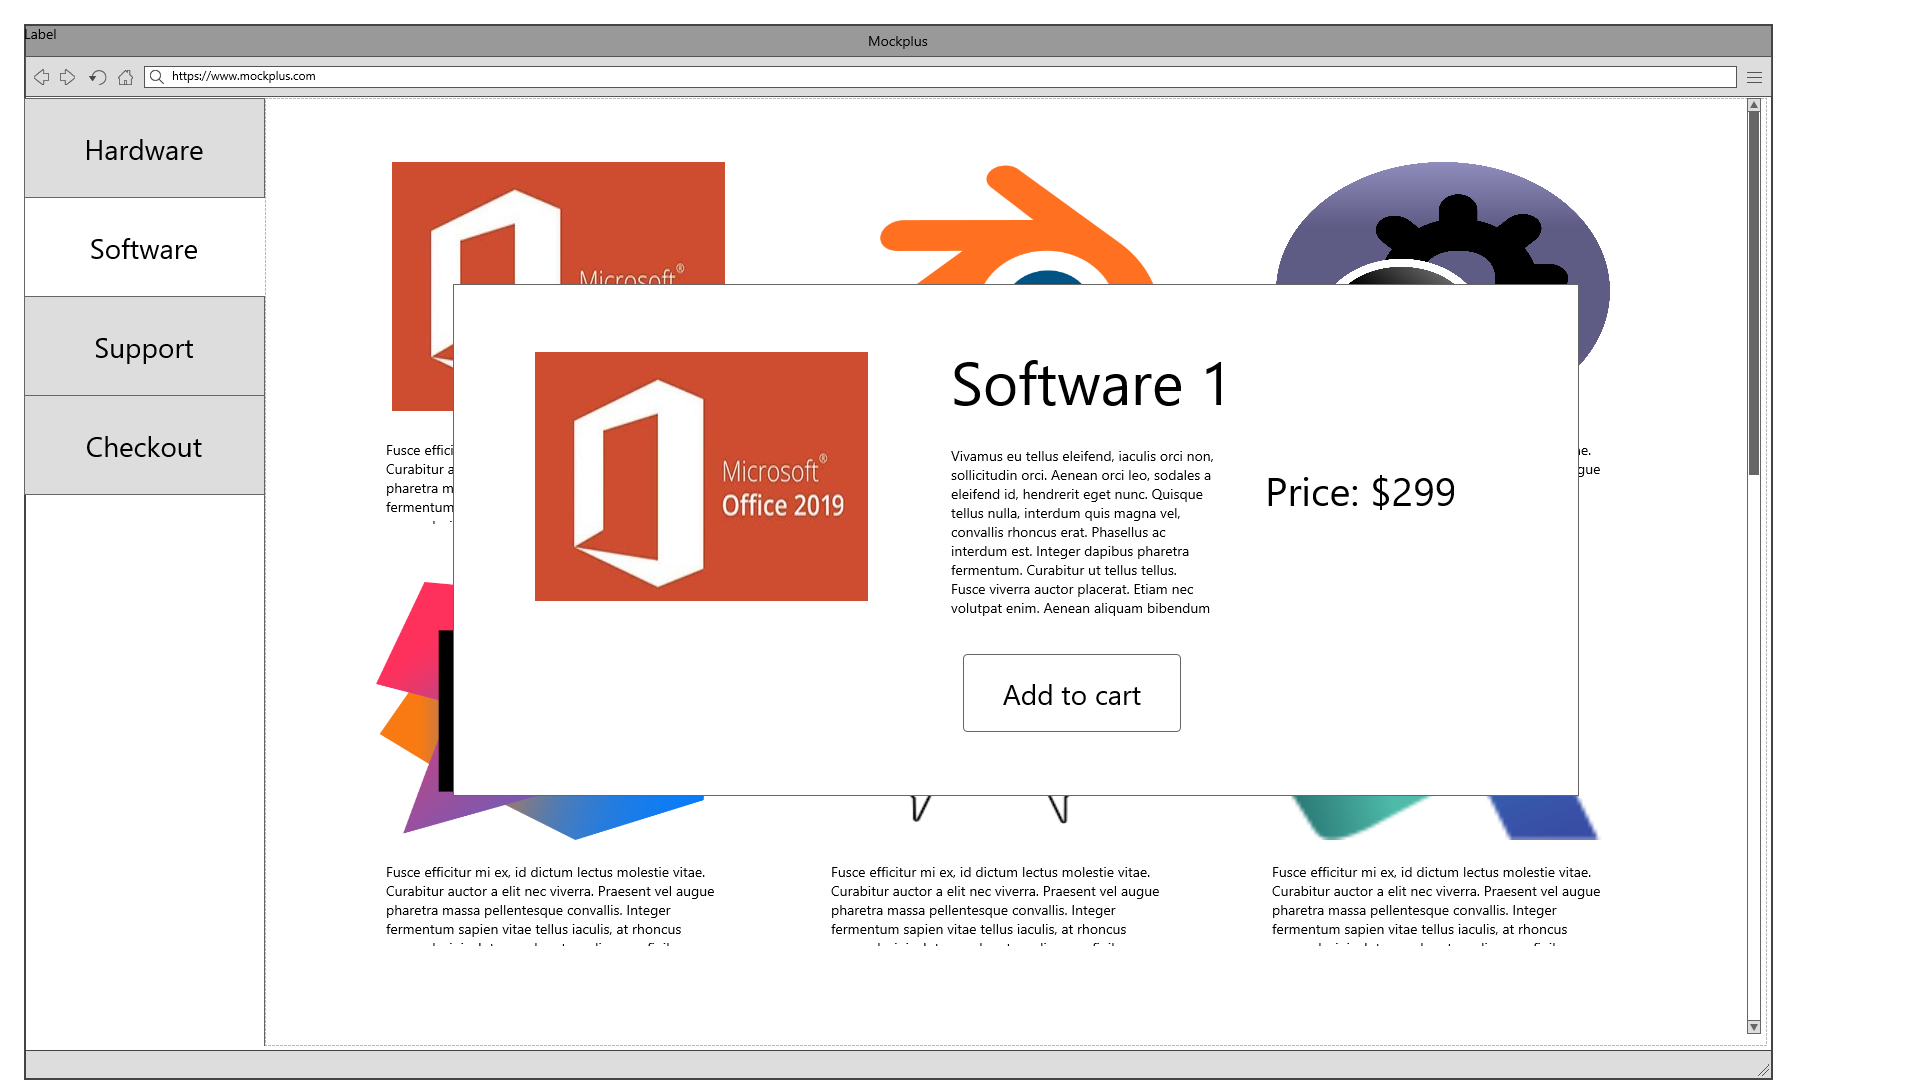 Label
Mockplus
https://www.mockplus.com
Hardware
Software
Support
Checkout
Microsoft®
Fusce effici
Curabitur a
pharetra m
fermentum
e.
gue
Microsoft®
Office 2019
Software 1
Vivamus eu tellus eleifend, iaculis orci non,
sollicitudin orci. Aenean orci leo, sodales a
eleifend id, hendrerit eget nunc. Quisque
tellus nulla, interdum quis magna vel,
convallis rhoncus erat. Phasellus ac
interdum est. Integer dapibus pharetra
fermentum. Curabitur ut tellus tellus.
Fusce viverra auctor placerat. Etiam nec
volutpat enim. Aenean aliquam bibendum
Price: $299
Add to cart
Fusce efficitur mi ex, id dictum lectus molestie vitae.
Curabitur auctor a elit nec viverra. Praesent vel augue
pharetra massa pellentesque convallis. Integer
fermentum sapien vitae tellus iaculis, at rhoncus
Fusce efficitur mi ex, id dictum lectus molestie vitae.
Curabitur auctor a elit nec viverra. Praesent vel augue
pharetra massa pellentesque convallis. Integer
fermentum sapien vitae tellus iaculis, at rhoncus
Fusce efficitur mi ex, id dictum lectus molestie vitae.
Curabitur auctor a elit nec viverra. Praesent vel augue
pharetra massa pellentesque convallis. Integer
fermentum sapien vitae tellus iaculis, at rhoncus